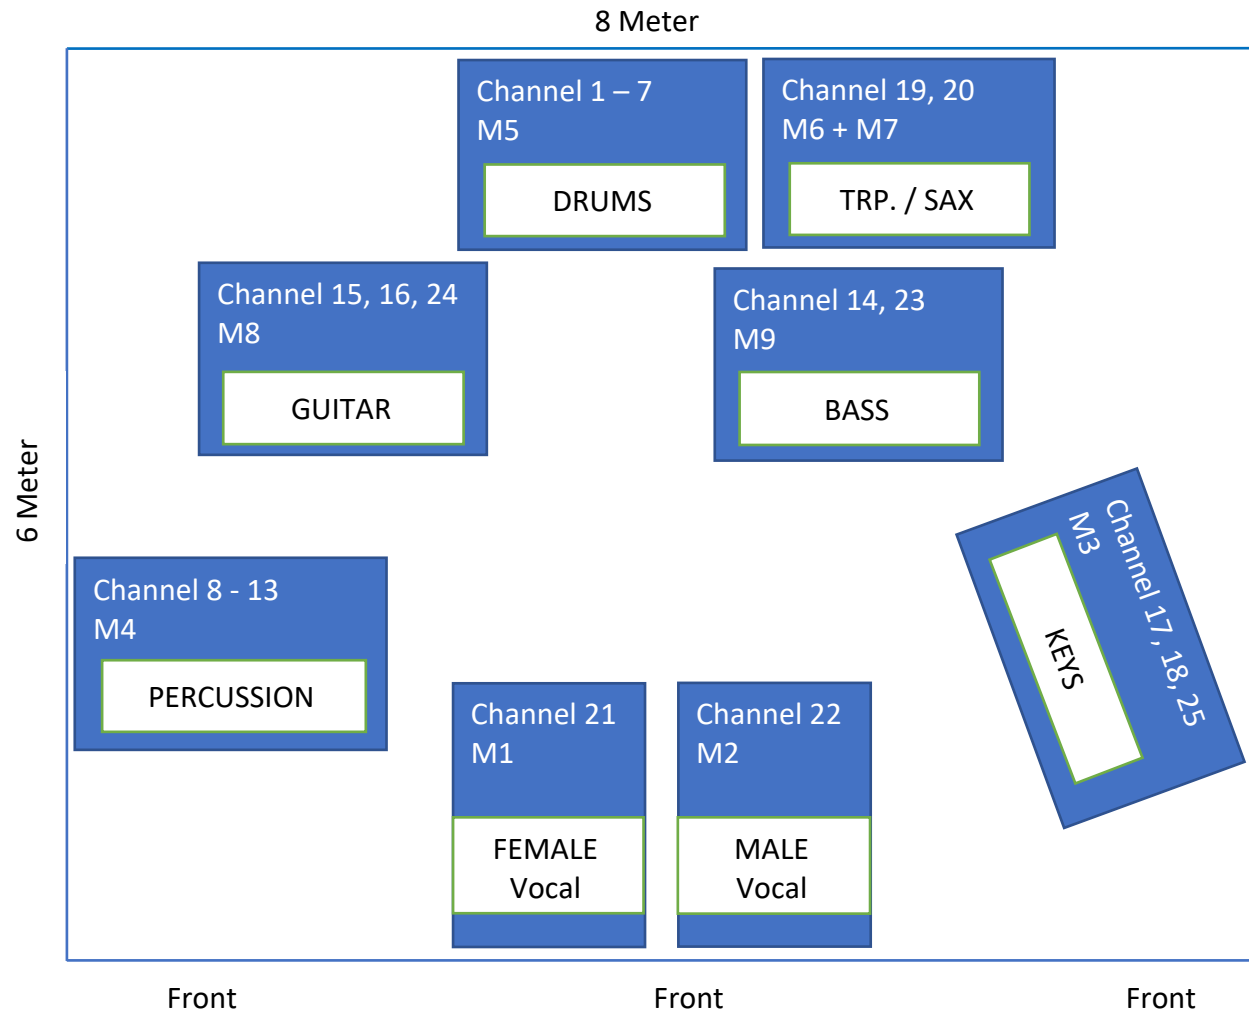 8 Meter
Channel 1 – 7
M5
DRUMS
Channel 19, 20
M6 + M7
TRP. / SAX
Channel 15, 16, 24
M8
GUITAR
Channel 14, 23
M9
BASS
6 Meter
Channel 17, 18, 25
M3
KEYS
Channel 8 - 13
M4
PERCUSSION
Channel 21
M1
FEMALE
Vocal
Channel 22
M2
MALE
Vocal
Front
Front
Front